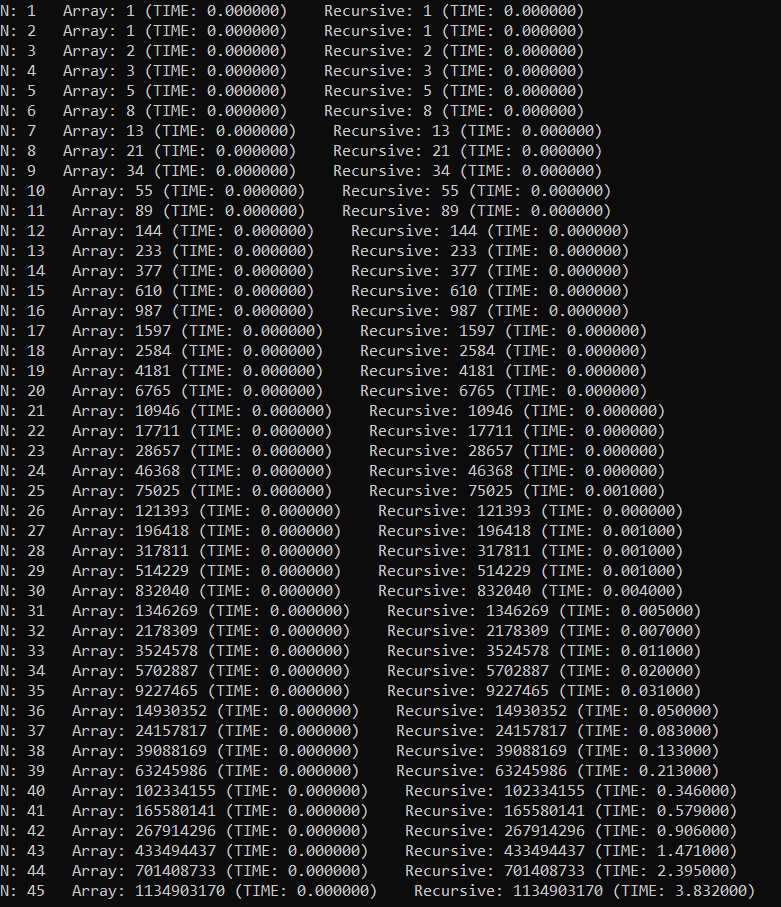 N: 1   Array: 1 (TIME: 0.000000)    Recursive: 1 (TIME: 0.000000)
N: 2   Array: 1 (TIME: 0.000000)    Recursive: 1 (TIME: 0.000000)
N: 3   Array: 2 (TIME: 0.000000)    Recursive: 2 (TIME: 0.000000)
N: 4   Array: 3 (TIME: 0.000000)    Recursive: 3 (TIME: 0.000000)
N: 5   Array: 5 (TIME: 0.000000)    Recursive: 5 (TIME: 0.000000)
N: 6   Array: 8 (TIME: 0.000000)    Recursive: 8 (TIME: 0.000000)
N: 7   Array: 13 (TIME: 0.000000)    Recursive: 13 (TIME: 0.000000)
N: 8   Array: 21 (TIME: 0.000000)    Recursive: 21 (TIME: 0.000000)
N: 9   Array: 34 (TIME: 0.000000)    Recursive: 34 (TIME: 0.000000)
N: 10   Array: 55 (TIME: 0.000000)    Recursive: 55 (TIME: 0.000000)
N: 11   Array: 89 (TIME: 0.000000)    Recursive: 89 (TIME: 0.000000)
N: 12   Array: 144 (TIME: 0.000000)    Recursive: 144 (TIME: 0.000000)
N: 13   Array: 233 (TIME: 0.000000)    Recursive: 233 (TIME: 0.000000)
N: 14   Array: 377 (TIME: 0.000000)    Recursive: 377 (TIME: 0.000000)
N: 15   Array: 610 (TIME: 0.000000)    Recursive: 610 (TIME: 0.000000)
N: 16   Array: 987 (TIME: 0.000000)    Recursive: 987 (TIME: 0.000000)
N: 17   Array: 1597 (TIME: 0.000000)    Recursive: 1597 (TIME: 0.000000)
N: 18   Array: 2584 (TIME: 0.000000)    Recursive: 2584 (TIME: 0.000000)
N: 19   Array: 4181 (TIME: 0.000000)    Recursive: 4181 (TIME: 0.000000)
N: 20   Array: 6765 (TIME: 0.000000)    Recursive: 6765 (TIME: 0.000000)
N: 21   Array: 10946 (TIME: 0.000000)    Recursive: 10946 (TIME: 0.000000)
N: 22   Array: 17711 (TIME: 0.000000)    Recursive: 17711 (TIME: 0.000000)
N: 23   Array: 28657 (TIME: 0.000000)    Recursive: 28657 (TIME: 0.000000)
N: 24   Array: 46368 (TIME: 0.000000)    Recursive: 46368 (TIME: 0.000000)
N: 25   Array: 75025 (TIME: 0.000000)    Recursive: 75025 (TIME: 0.001000)
N: 26   Array: 121393 (TIME: 0.000000)    Recursive: 121393 (TIME: 0.000000)
N: 27   Array: 196418 (TIME: 0.000000)    Recursive: 196418 (TIME: 0.001000)
N: 28   Array: 317811 (TIME: 0.000000)    Recursive: 317811 (TIME: 0.001000)
N: 29   Array: 514229 (TIME: 0.000000)    Recursive: 514229 (TIME: 0.001000)
N: 30   Array: 832040 (TIME: 0.000000)    Recursive: 832040 (TIME: 0.004000)
N: 31   Array: 1346269 (TIME: 0.000000)    Recursive: 1346269 (TIME: 0.005000)
N: 32   Array: 2178309 (TIME: 0.000000)    Recursive: 2178309 (TIME: 0.007000)
N: 33   Array: 3524578 (TIME: 0.000000)    Recursive: 3524578 (TIME: 0.011000)
N: 34   Array: 5702887 (TIME: 0.000000)    Recursive: 5702887 (TIME: 0.020000)
N: 35   Array: 9227465 (TIME: 0.000000)    Recursive: 9227465 (TIME: 0.031000)
N: 36   Array: 14930352 (TIME: 0.000000)    Recursive: 14930352 (TIME: 0.050000)
N: 37   Array: 24157817 (TIME: 0.000000)    Recursive: 24157817 (TIME: 0.083000)
N: 38   Array: 39088169 (TIME: 0.000000)    Recursive: 39088169 (TIME: 0.133000)
N: 39   Array: 63245986 (TIME: 0.000000)    Recursive: 63245986 (TIME: 0.213000)
N: 40   Array: 102334155 (TIME: 0.000000)    Recursive: 102334155 (TIME: 0.346000)
N: 41   Array: 165580141 (TIME: 0.000000)    Recursive: 165580141 (TIME: 0.579000)
N: 42   Array: 267914296 (TIME: 0.000000)    Recursive: 267914296 (TIME: 0.906000)
N: 43   Array: 433494437 (TIME: 0.000000)    Recursive: 433494437 (TIME: 1.471000)
N: 44   Array: 701408733 (TIME: 0.000000)    Recursive: 701408733 (TIME: 2.395000)
N: 45   Array: 1134903170 (TIME: 0.000000)    Recursive: 1134903170 (TIME: 3.832000)